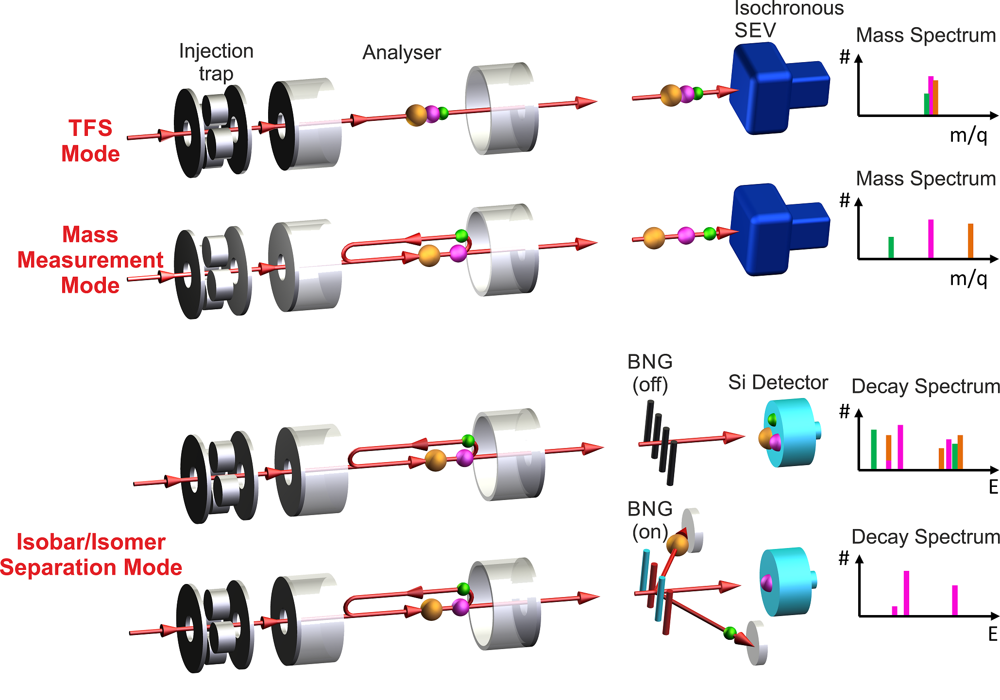 Isochronous
SEV
Mass Spectrum
Injection
trap
Analyser
#
TFS
Mode
m/q
Mass Spectrum
#
Mass
Measurement
Mode
m/q
BNG
(off)
Si Detector
Decay Spectrum
#
E
BNG
(on)
Decay Spectrum
#
Isobar/Isomer
Separation Mode
E